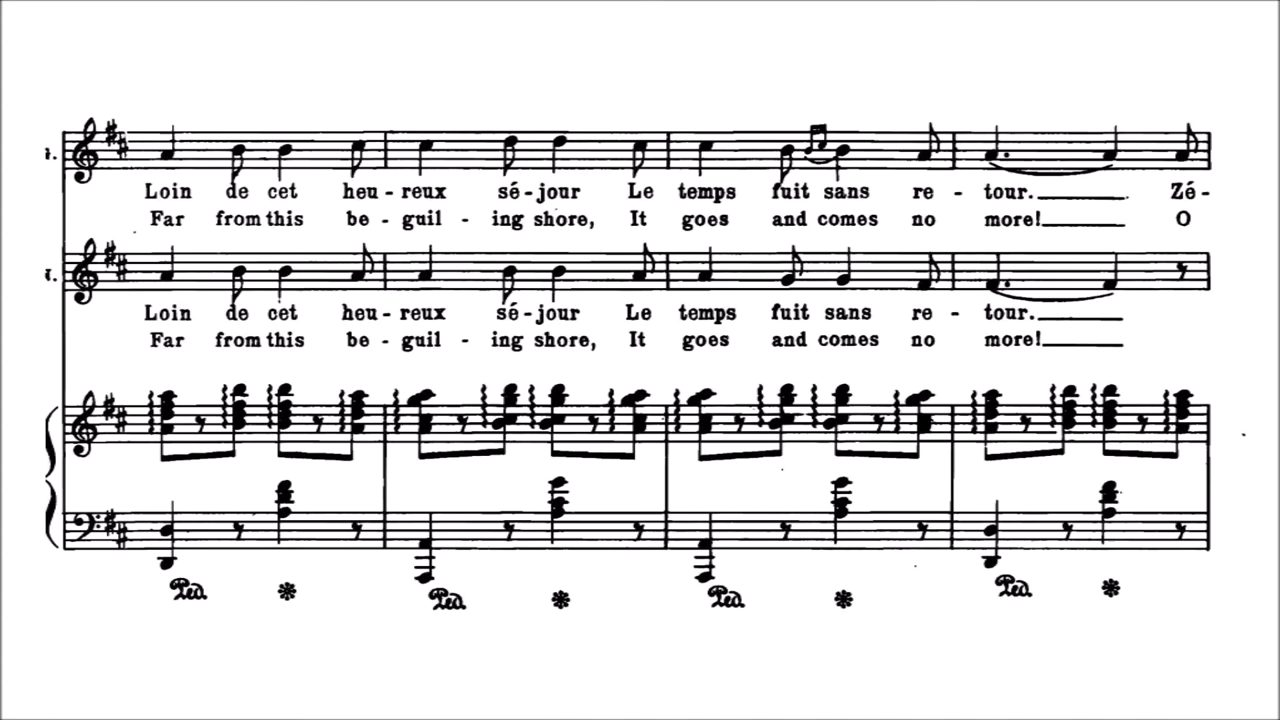 1.
Loin de cet heu - reux sé - jour Le temps fuit sans re - tour. Zé -
Far from this be - guil - ing shore, It goes and comes no more! O
Loin de cet heu - reux sé - jour Le temps fuit sans re - tour.
Far from this be - guil - ing shore, It goes and comes no more!
Ped. Ped. Ped. Ped.